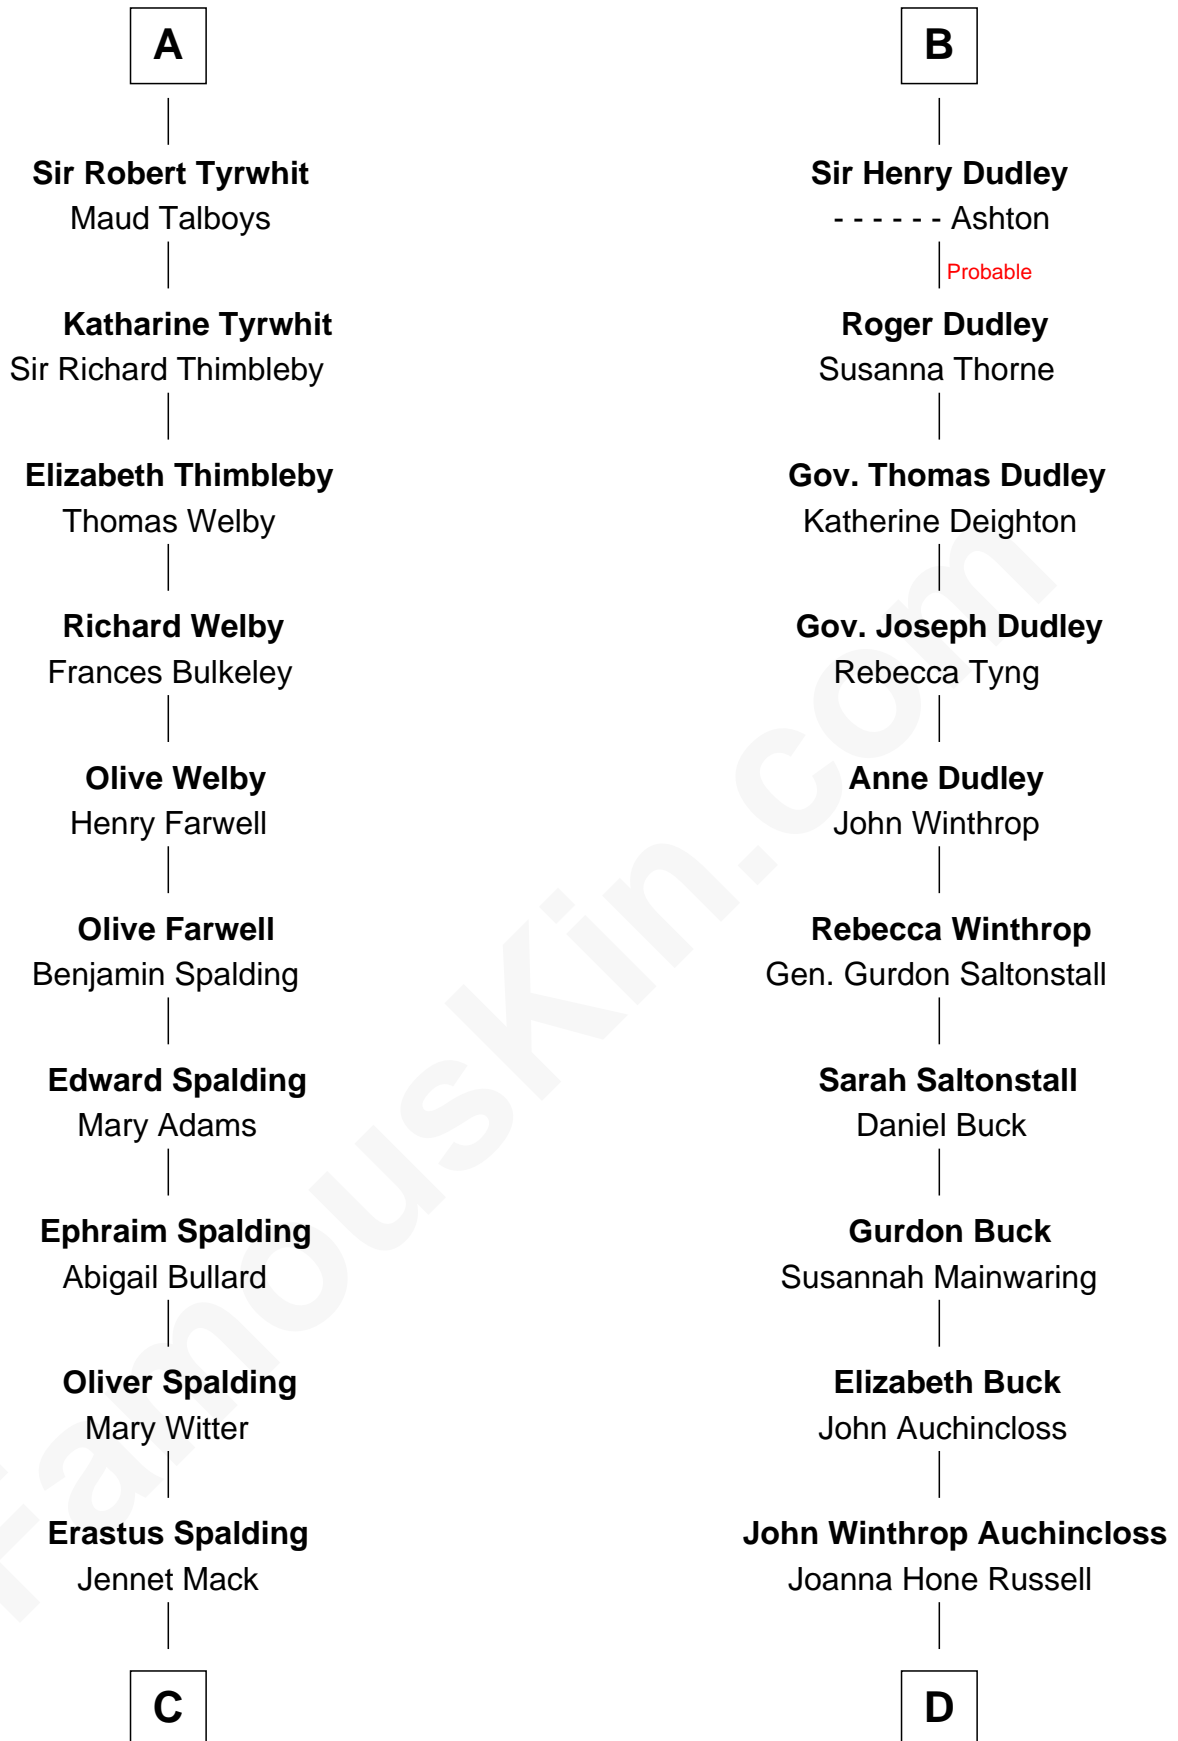 A
Sir Robert Tyrwhit
Maud Talboys
Katharine Tyrwhit
Sir Richard Thimbleby
Elizabeth Thimbleby
Thomas Welby
Richard Welby
Frances Bulkeley
Olive Welby
Henry Farwell
Olive Farwell
Benjamin Spalding
Edward Spalding
Mary Adams
Ephraim Spalding
Abigail Bullard
Oliver Spalding
Mary Witter
Erastus Spalding
Jennet Mack
C
B
Sir Henry Dudley
- - - - - - Ashton
Probable
Roger Dudley
Susanna Thorne
Gov. Thomas Dudley
Katherine Deighton
Gov. Joseph Dudley
Rebecca Tyng
Anne Dudley
John Winthrop
Rebecca Winthrop
Gen. Gurdon Saltonstall
Sarah Saltonstall
Daniel Buck
Gurdon Buck
Susannah Mainwaring
Elizabeth Buck
John Auchincloss
John Winthrop Auchincloss
Joanna Hone Russell
D
FamousKin.com